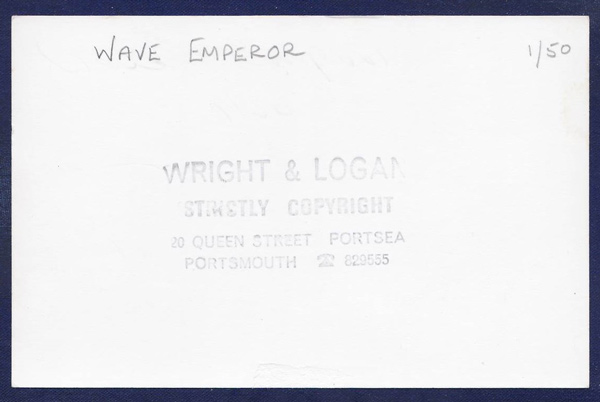 WAVE EMPEROR 1/50
WRIGHT & LOGAN
STRICTLY COPYRIGHT
20 QUEEN STREET PORTSEA
PORTSMOUTH ☎ 829555